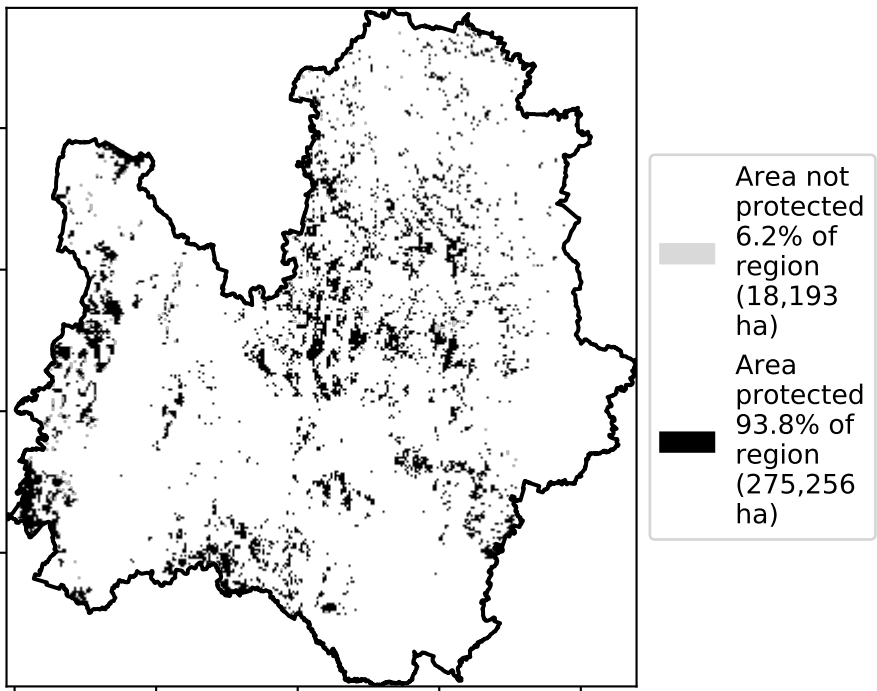 Area not
protected
6.2% of
region
(18,193
ha)
Area
protected
93.8% of
region
(275,256
ha)